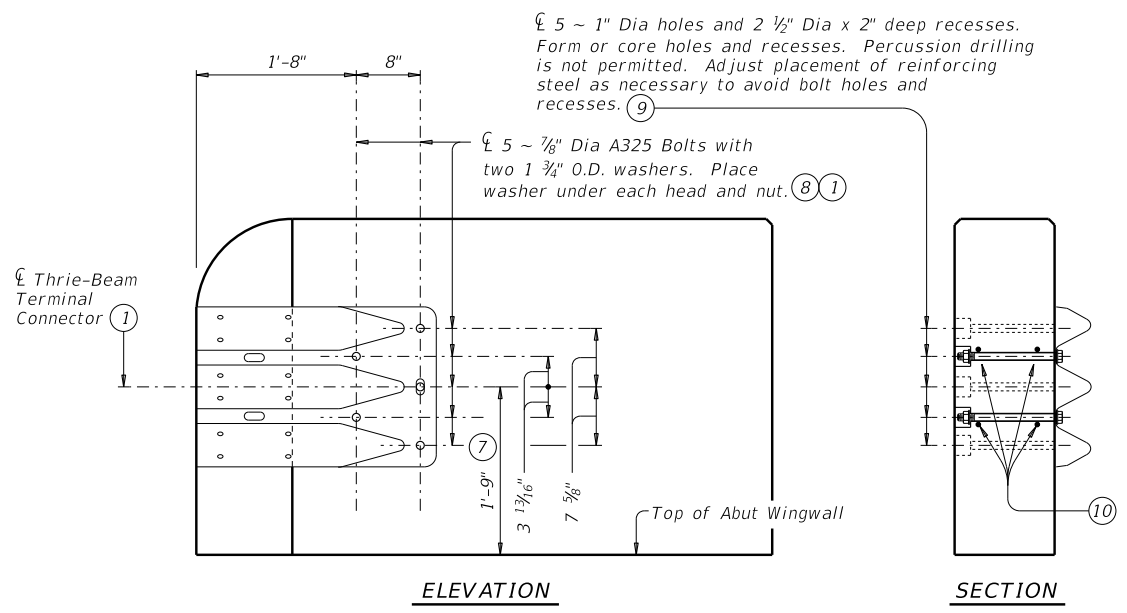 ℄ 5 ~ 1" Dia holes and 2 ½" Dia x 2" deep recesses.
Form or core holes and recesses. Percussion drilling
is not permitted. Adjust placement of reinforcing
steel as necessary to avoid bolt holes and
recesses. 9
1'-8"
8"
℄ 5 ~ ⅞" Dia A325 Bolts with
two 1 ¾" O.D. washers. Place
washer under each head and nut. 8 1
℄ Thrie-Beam
Terminal
Connector 1
7
1'-9"
3 13/16"
7 ⅝"
Top of Abut Wingwall
10
ELEVATION
SECTION